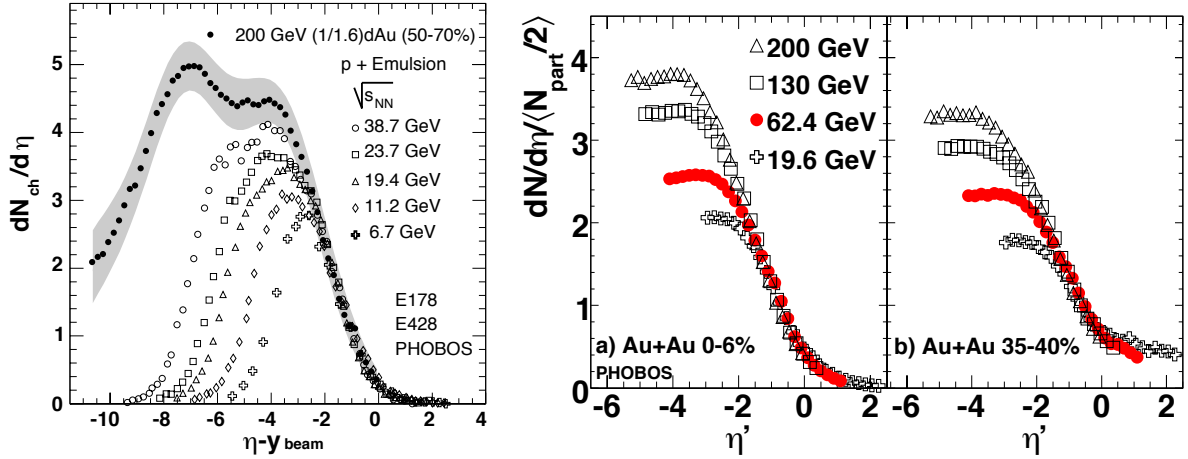 200 GeV (1/1.6)dAu (50-70%)
p + Emulsion
√s_NN
38.7 GeV
23.7 GeV
19.4 GeV
11.2 GeV
6.7 GeV
E178
E428
PHOBOS
dN_ch/dη
5
4
3
2
1
0
-10 -8 -6 -4 -2 0 2 4
η-y_beam
dN/dη/⟨N_part/2⟩
4
3
2
1
0
200 GeV
130 GeV
62.4 GeV
19.6 GeV
a) Au+Au 0-6%
PHOBOS
-6 -4 -2 0 2
η'
b) Au+Au 35-40%
-6 -4 -2 0 2
η'